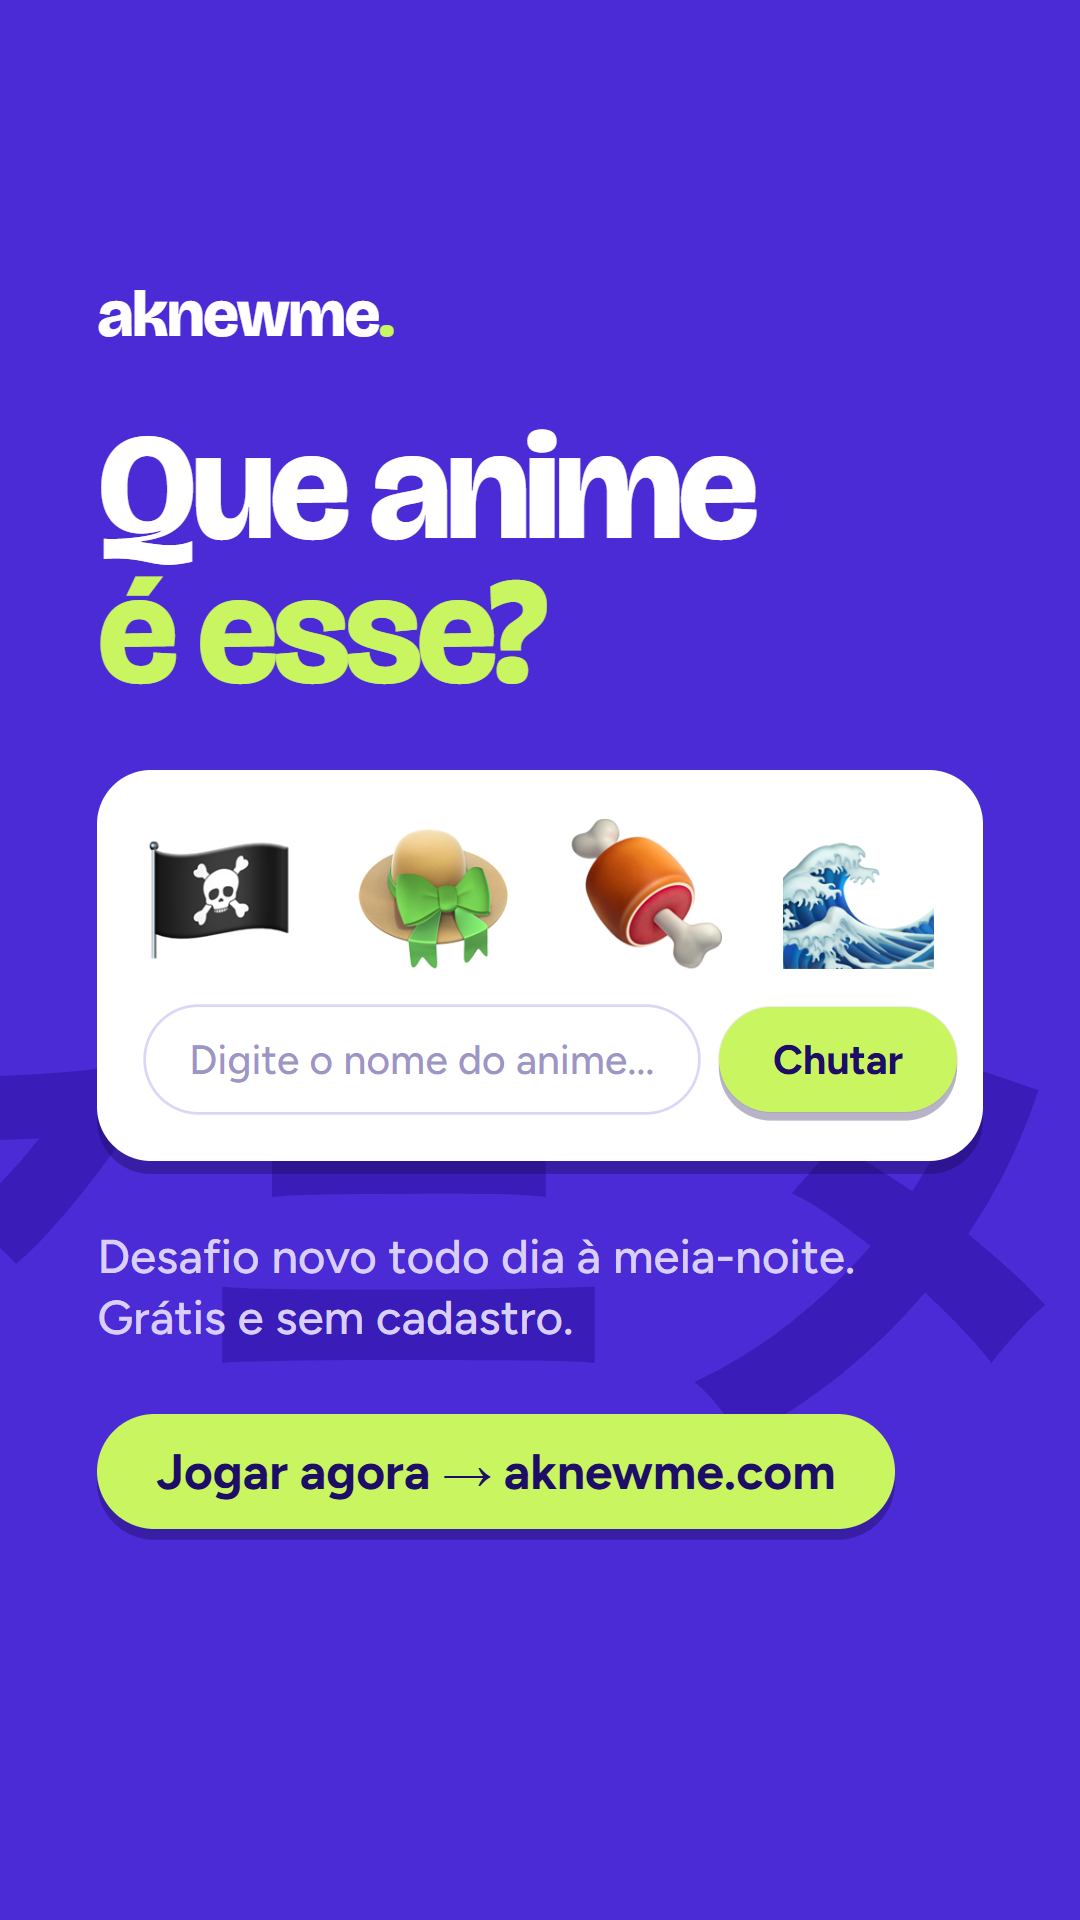 aknewme.
Que anime
é esse?
Digite o nome do anime...
Chutar
Desafio novo todo dia à meia-noite.
Grátis e sem cadastro.
Jogar agora → aknewme.com